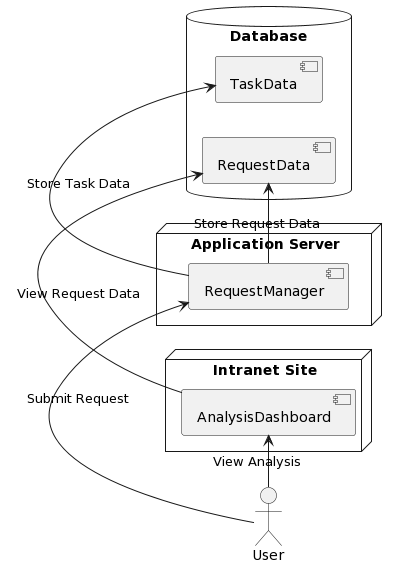 Database
TaskData
RequestData
Store Task Data
Store Request Data
Application Server
RequestManager
View Request Data
Intranet Site
Submit Request
AnalysisDashboard
View Analysis
User